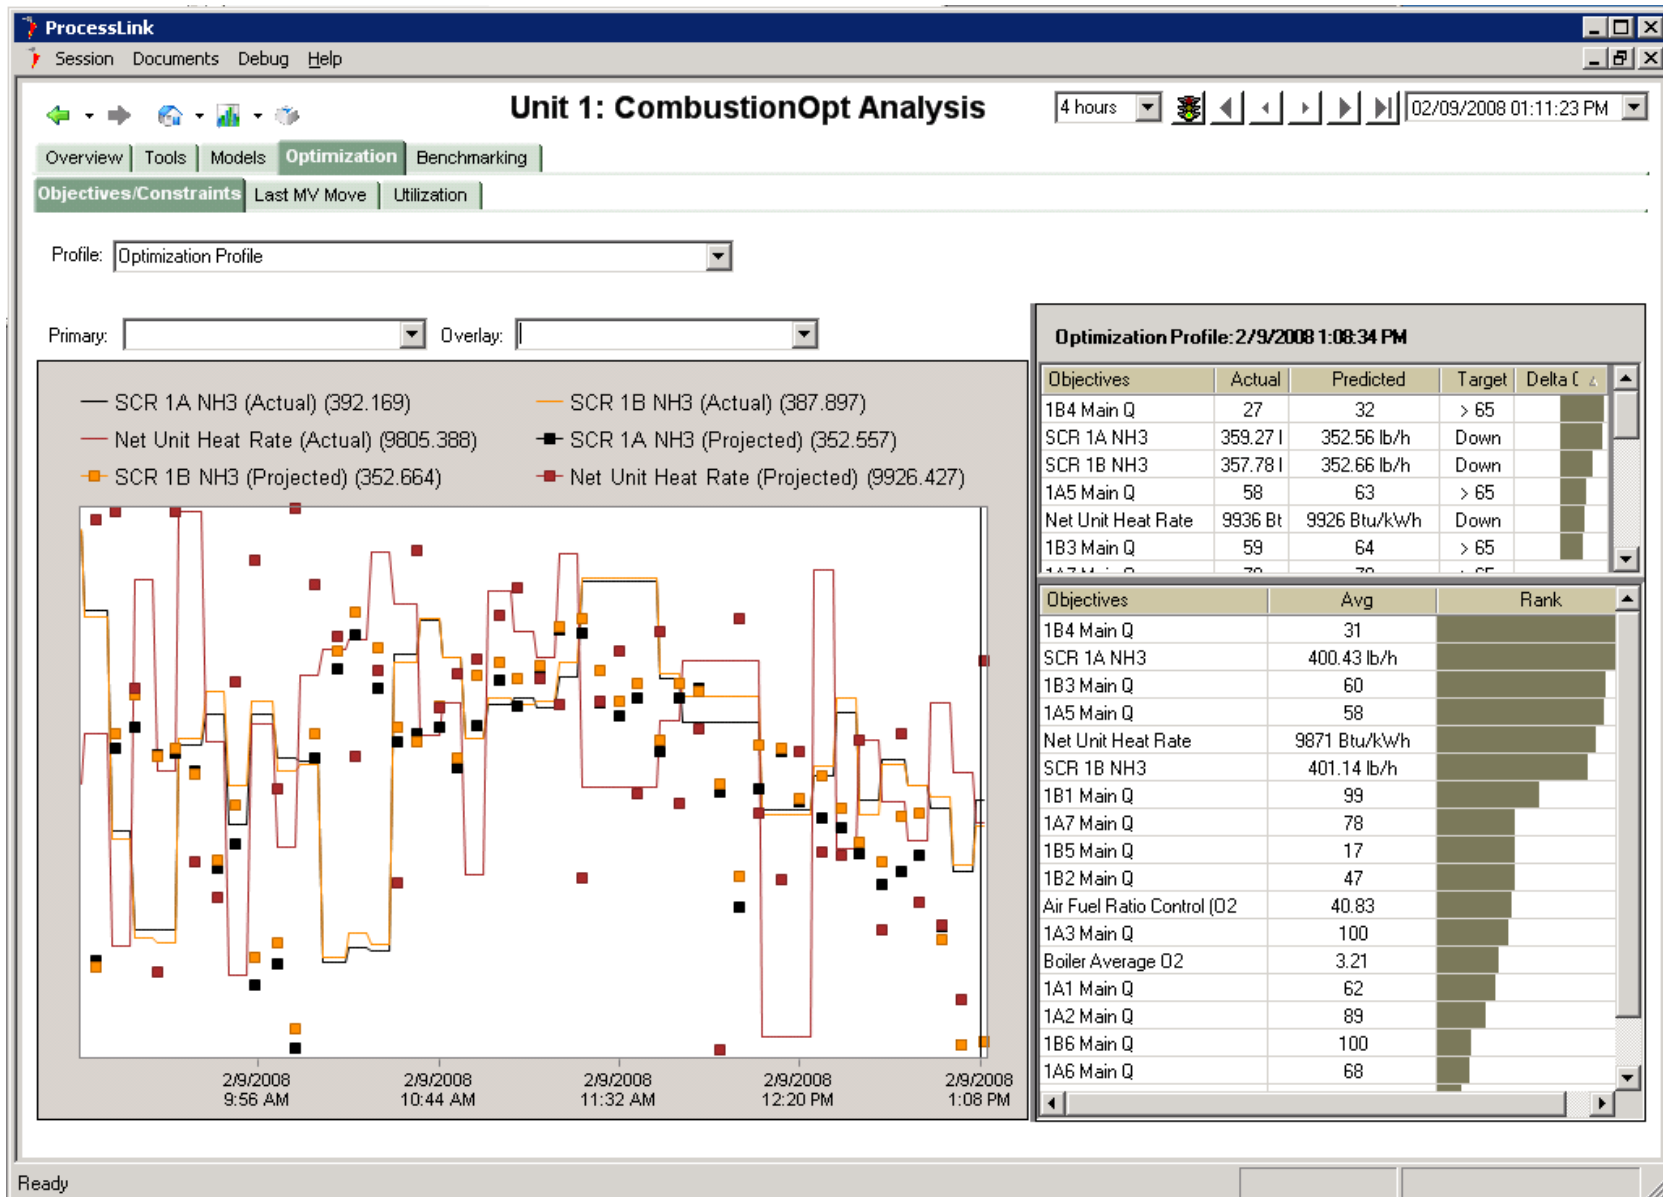 ProcessLink
Session Documents Debug Help
Unit 1: CombustionOpt Analysis
4 hours
02/09/2008 01:11:23 PM
Overview Tools Models Optimization Benchmarking
Objectives/Constraints Last MV Move Utilization
Profile: Optimization Profile
Primary: Overlay:
SCR 1A NH3 (Actual) (392.169) SCR 1B NH3 (Actual) (387.897)
Net Unit Heat Rate (Actual) (9805.388) SCR 1A NH3 (Projected) (352.557)
SCR 1B NH3 (Projected) (352.664) Net Unit Heat Rate (Projected) (9926.427)
2/9/2008 2/9/2008 2/9/2008 2/9/2008 2/9/2008
9:56 AM 10:44 AM 11:32 AM 12:20 PM 1:08 PM
Optimization Profile: 2/9/2008 1:08:34 PM
Objectives Actual Predicted Target Delta
1B4 Main Q 27 32 > 65
SCR 1A NH3 359.27 l 352.56 lb/h Down
SCR 1B NH3 357.78 l 352.66 lb/h Down
1A5 Main Q 58 63 > 65
Net Unit Heat Rate 9936 Bt 9926 Btu/kWh Down
1B3 Main Q 59 64 > 65
Objectives Avg Rank
1B4 Main Q 31
SCR 1A NH3 400.43 lb/h
1B3 Main Q 60
1A5 Main Q 58
Net Unit Heat Rate 9871 Btu/kWh
SCR 1B NH3 401.14 lb/h
1B1 Main Q 99
1A7 Main Q 78
1B5 Main Q 17
1B2 Main Q 47
Air Fuel Ratio Control (O2 40.83
1A3 Main Q 100
Boiler Average O2 3.21
1A1 Main Q 62
1A2 Main Q 89
1B6 Main Q 100
1A6 Main Q 68
Ready